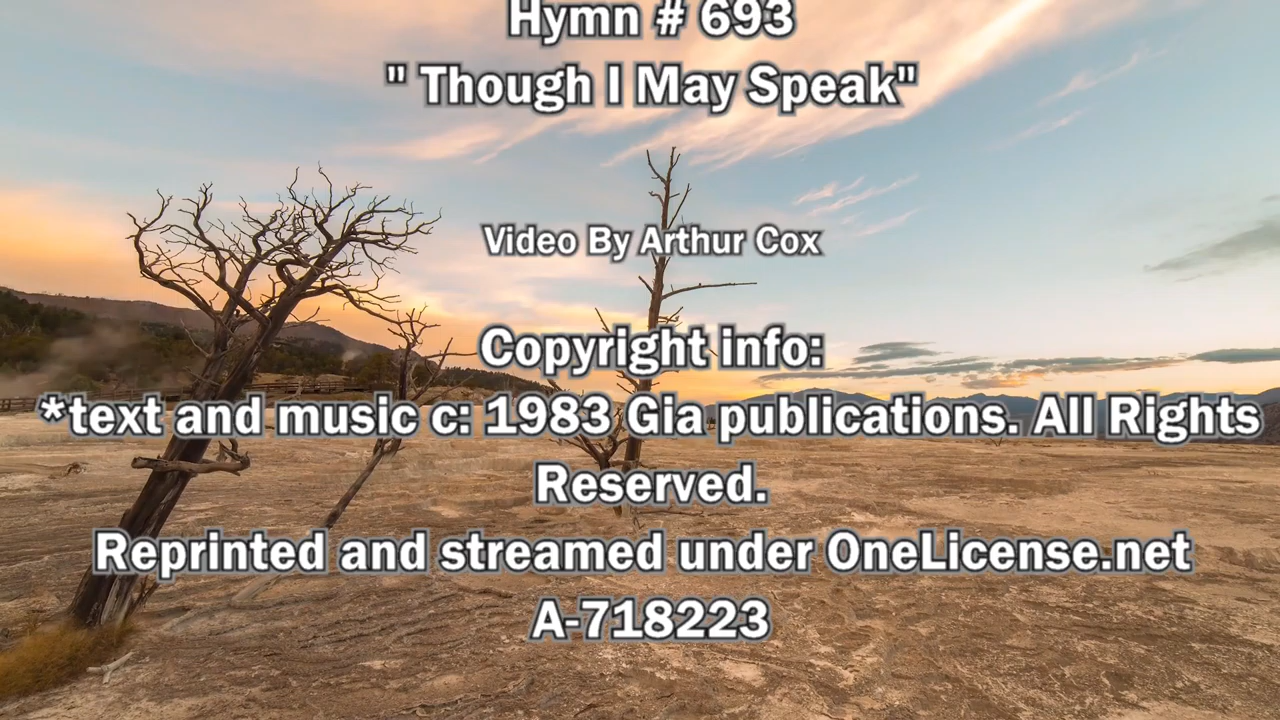 Hymn # 693
" Though I May Speak"
Video By Arthur Cox
Copyright info:
*text and music c: 1983 Gia publications. All Rights
Reserved.
Reprinted and streamed under OneLicense.net
A-718223